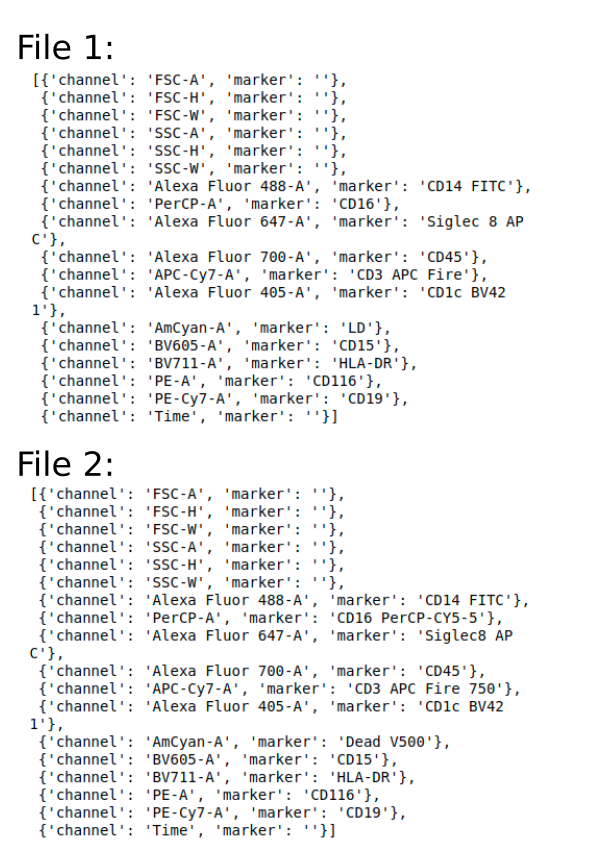 File 1:
[{'channel': 'FSC-A', 'marker': ''},
{'channel': 'FSC-H', 'marker': ''},
{'channel': 'FSC-W', 'marker': ''},
{'channel': 'SSC-A', 'marker': ''},
{'channel': 'SSC-H', 'marker': ''},
{'channel': 'SSC-W', 'marker': ''},
{'channel': 'Alexa Fluor 488-A', 'marker': 'CD14 FITC'},
{'channel': 'PerCP-A', 'marker': 'CD16'},
{'channel': 'Alexa Fluor 647-A', 'marker': 'Siglec 8 AP
C'},
{'channel': 'Alexa Fluor 700-A', 'marker': 'CD45'},
{'channel': 'APC-Cy7-A', 'marker': 'CD3 APC Fire'},
{'channel': 'Alexa Fluor 405-A', 'marker': 'CD1c BV42
1'},
{'channel': 'AmCyan-A', 'marker': 'LD'},
{'channel': 'BV605-A', 'marker': 'CD15'},
{'channel': 'BV711-A', 'marker': 'HLA-DR'},
{'channel': 'PE-A', 'marker': 'CD116'},
{'channel': 'PE-Cy7-A', 'marker': 'CD19'},
{'channel': 'Time', 'marker': ''}]
File 2:
[{'channel': 'FSC-A', 'marker': ''},
{'channel': 'FSC-H', 'marker': ''},
{'channel': 'FSC-W', 'marker': ''},
{'channel': 'SSC-A', 'marker': ''},
{'channel': 'SSC-H', 'marker': ''},
{'channel': 'SSC-W', 'marker': ''},
{'channel': 'Alexa Fluor 488-A', 'marker': 'CD14 FITC'},
{'channel': 'PerCP-A', 'marker': 'CD16 PerCP-CY5-5'},
{'channel': 'Alexa Fluor 647-A', 'marker': 'Siglec8 AP
C'},
{'channel': 'Alexa Fluor 700-A', 'marker': 'CD45'},
{'channel': 'APC-Cy7-A', 'marker': 'CD3 APC Fire 750'},
{'channel': 'Alexa Fluor 405-A', 'marker': 'CD1c BV42
1'},
{'channel': 'AmCyan-A', 'marker': 'Dead V500'},
{'channel': 'BV605-A', 'marker': 'CD15'},
{'channel': 'BV711-A', 'marker': 'HLA-DR'},
{'channel': 'PE-A', 'marker': 'CD116'},
{'channel': 'PE-Cy7-A', 'marker': 'CD19'},
{'channel': 'Time', 'marker': ''}]